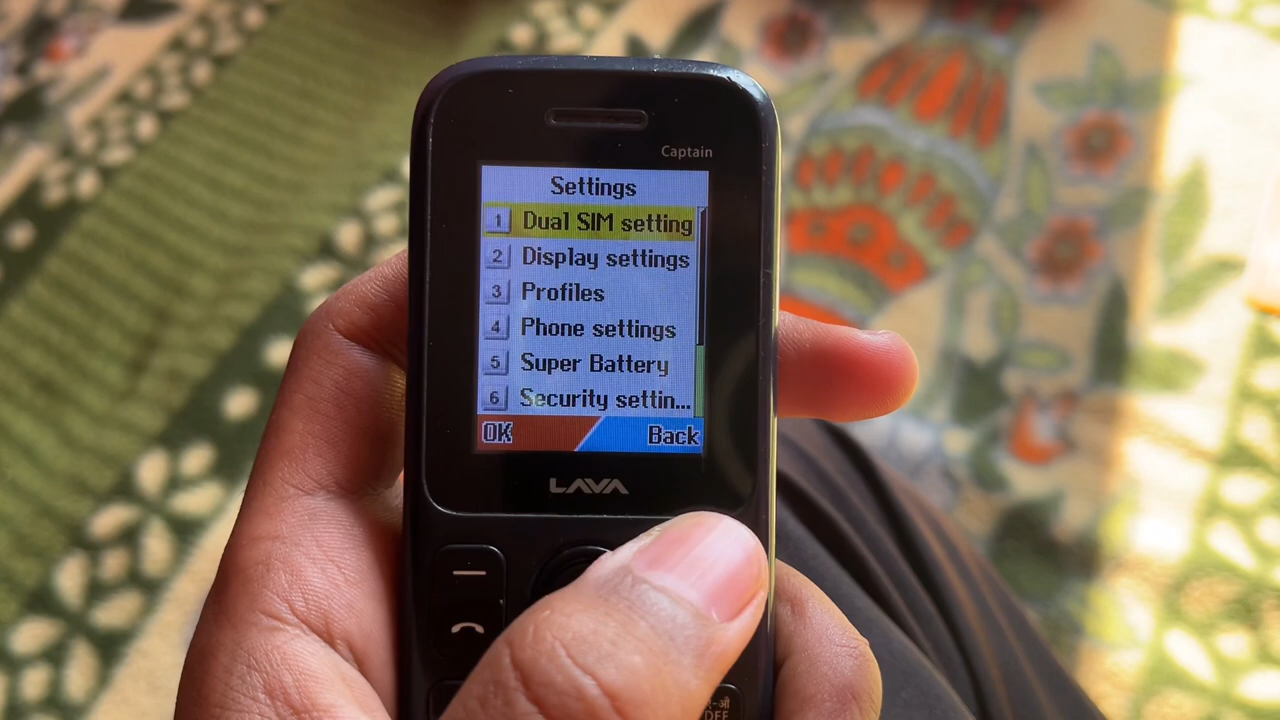 Captain
Settings
1 Dual SIM setting
2 Display settings
3 Profiles
4 Phone settings
5 Super Battery
6 Security settin...
OK Back
LAVA
DEF